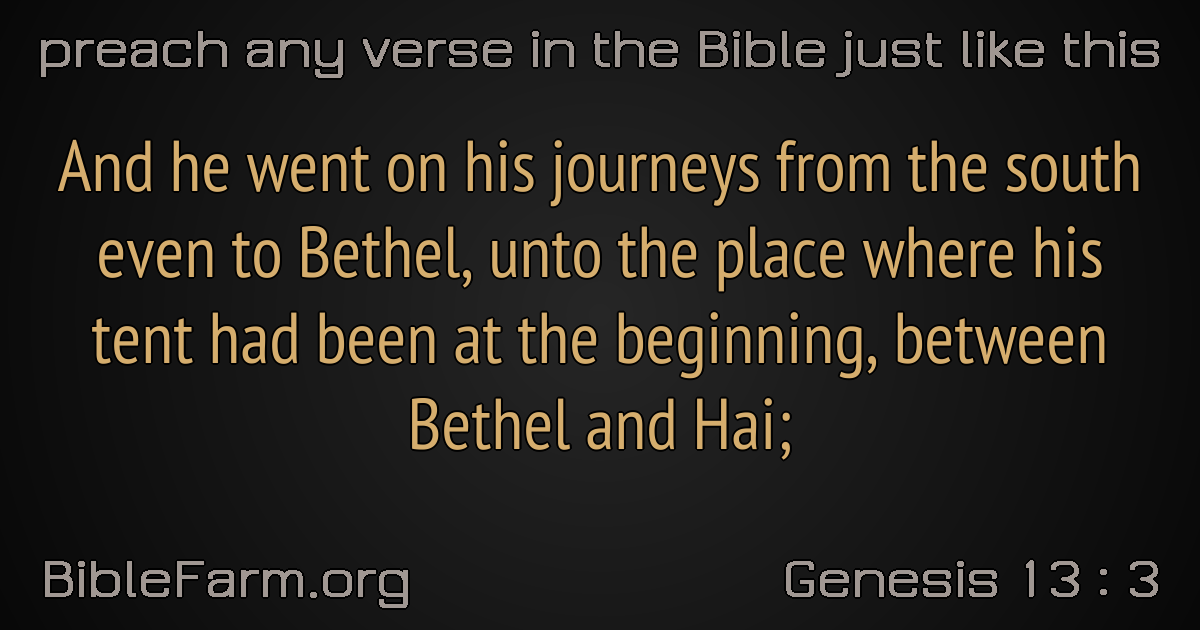 preach any verse in the Bible just like this
And he went on his journeys from the south
even to Bethel, unto the place where his
tent had been at the beginning, between
Bethel and Hai;
BibleFarm.org
Genesis 13 : 3